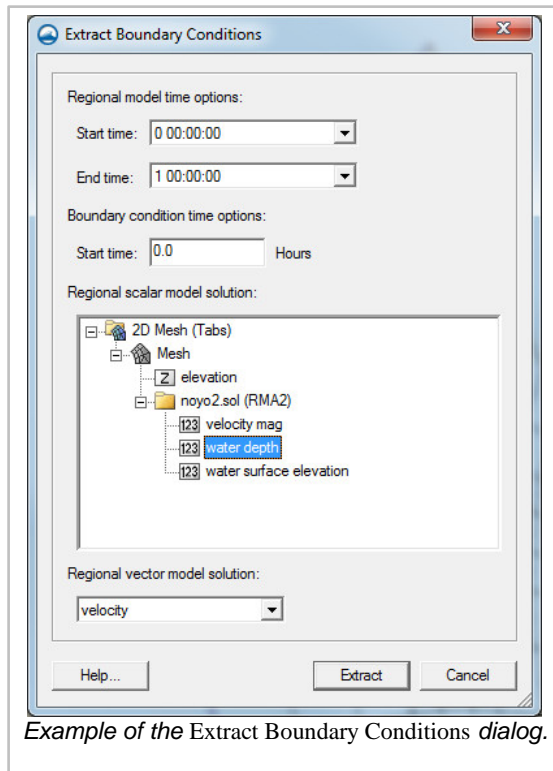 Extract Boundary Conditions
Regional model time options:
Start time: 0 00:00:00
End time: 1 00:00:00
Boundary condition time options:
Start time: 0.0 Hours
Regional scalar model solution:
2D Mesh (Tabs)
Mesh
Z elevation
noyo2.sol (RMA2)
123 velocity mag
123 water depth
123 water surface elevation
Regional vector model solution:
velocity
Help... Extract Cancel
Example of the Extract Boundary Conditions dialog.